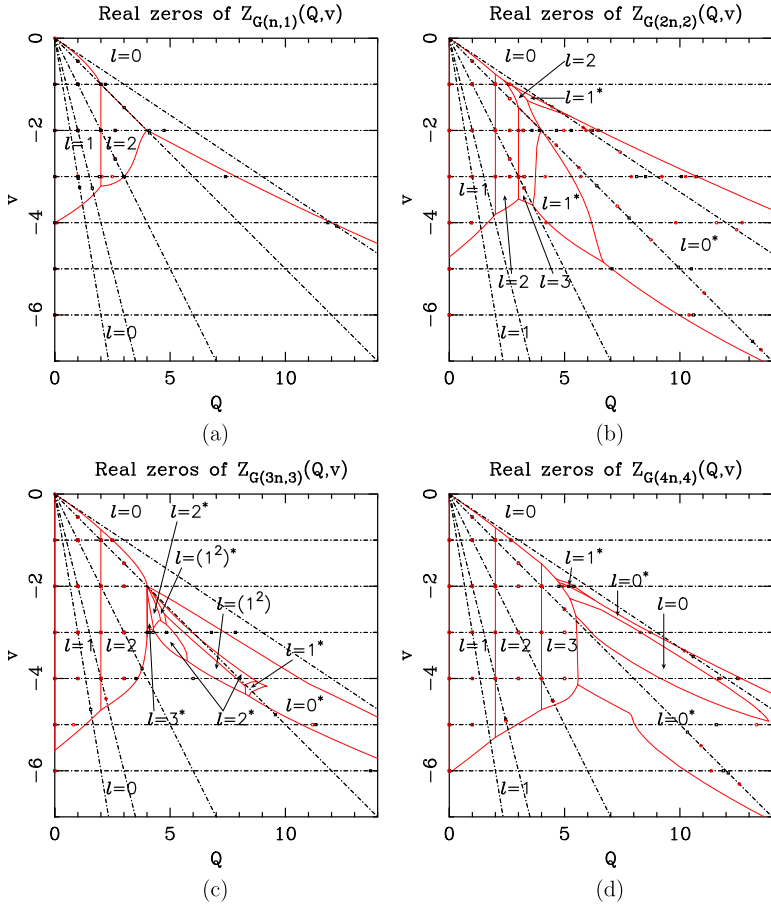 Real zeros of Z_{G(n,1)}(Q,v)
Real zeros of Z_{G(2n,2)}(Q,v)
0
−2
−4
−6
v
l=0
l=1
l=2
l=0
0
5
10
Q
(a)
0
−2
−4
−6
v
l=0
l=2
l=1*
l=1
l=1*
l=0*
l=2
l=3
l=1
0
5
10
Q
(b)
Real zeros of Z_{G(3n,3)}(Q,v)
Real zeros of Z_{G(4n,4)}(Q,v)
0
−2
−4
−6
v
l=0
l=2*
l=(1²)*
l=(1²)
l=1
l=2
l=1*
l=0*
l=3*
l=2*
l=0
0
5
10
Q
(c)
0
−2
−4
−6
v
l=0
l=1*
l=0*
l=0
l=1
l=2
l=3
l=0*
l=1
0
5
10
Q
(d)